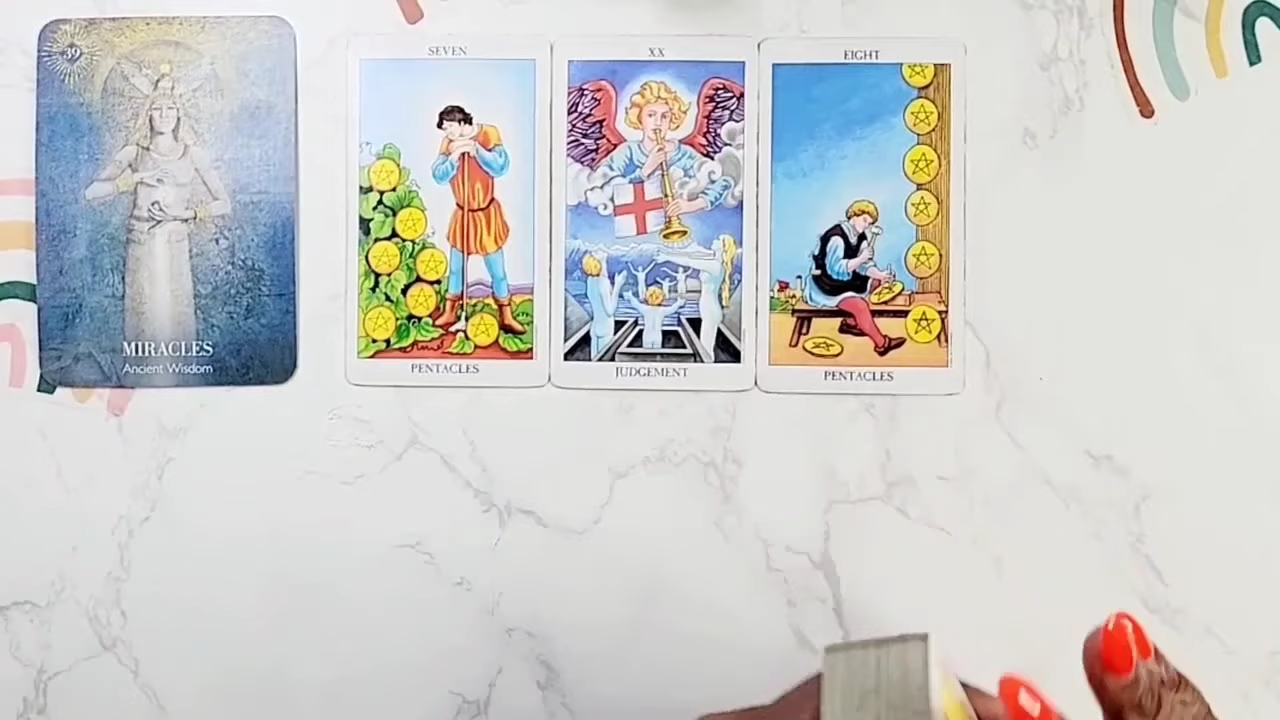 39
MIRACLES
Ancient Wisdom
SEVEN
PENTACLES
XX
JUDGEMENT
EIGHT
PENTACLES